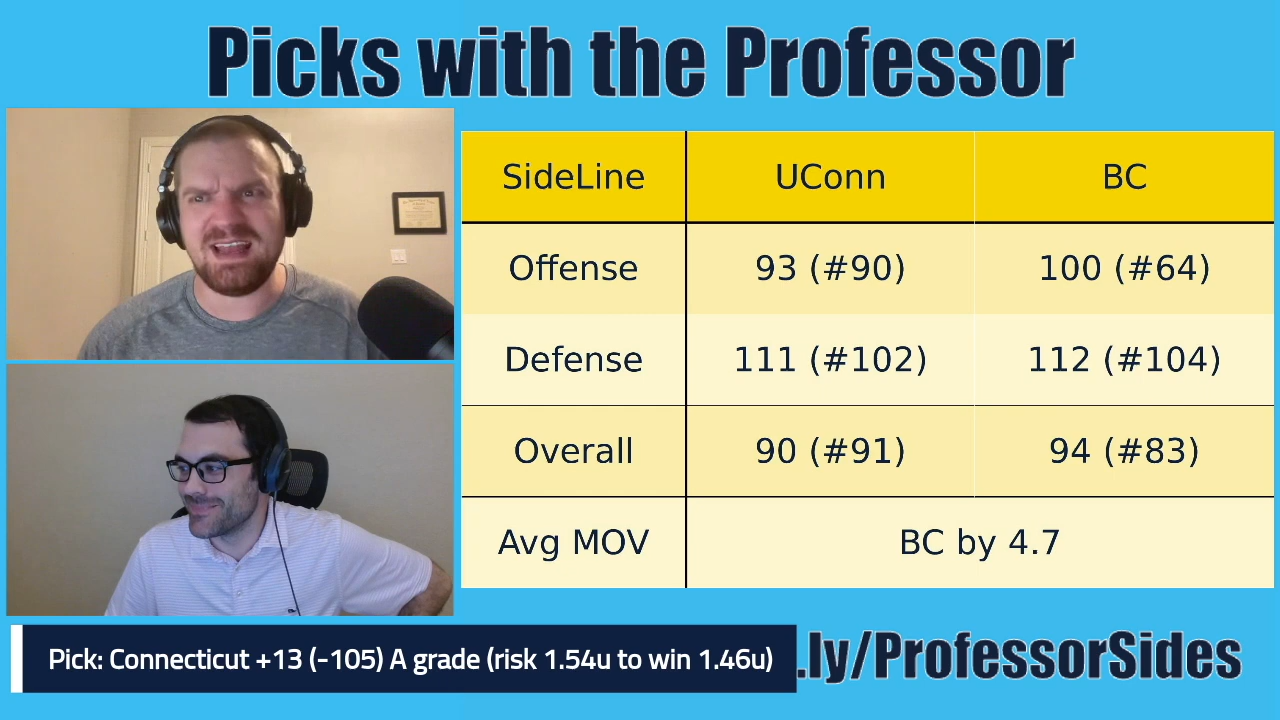 Picks with the Professor
SideLine UConn BC
Offense 93 (#90) 100 (#64)
Defense 111 (#102) 112 (#104)
Overall 90 (#91) 94 (#83)
Avg MOV BC by 4.7
Pick: Connecticut +13 (-105) A grade (risk 1.54u to win 1.46u)
.ly/ProfessorSides